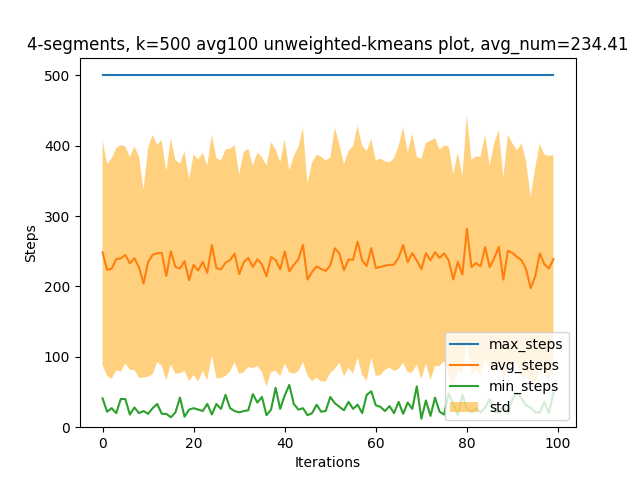 4-segments, k=500 avg100 unweighted-kmeans plot, avg_num=234.41
500
400
300
200
100
0
Steps
max_steps
avg_steps
min_steps
std
0
20
40
60
80
100
Iterations